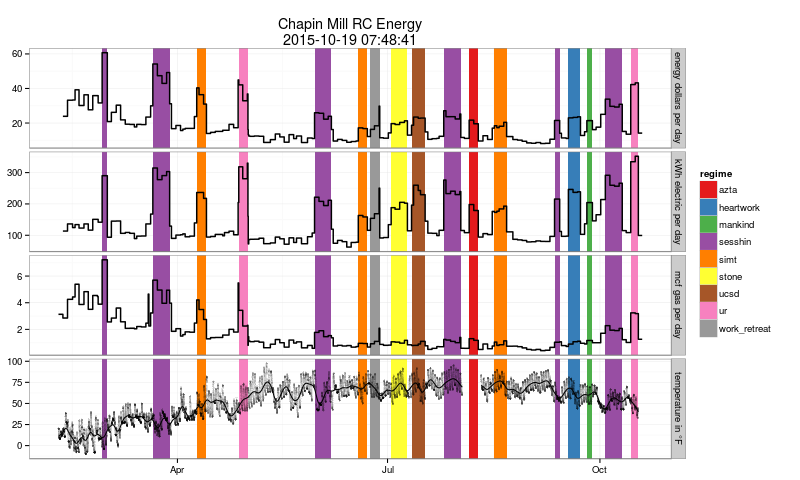 Chapin Mill RC Energy
2015-10-19 07:48:41
60
40
20
energy dollars per day
300
200
100
kWh electric per day
6
4
2
mcf gas per day
100
75
50
25
0
temperature in °F
Apr
Jul
Oct
regime
azta
heartwork
mankind
sesshin
simt
stone
ucsd
ur
work_retreat